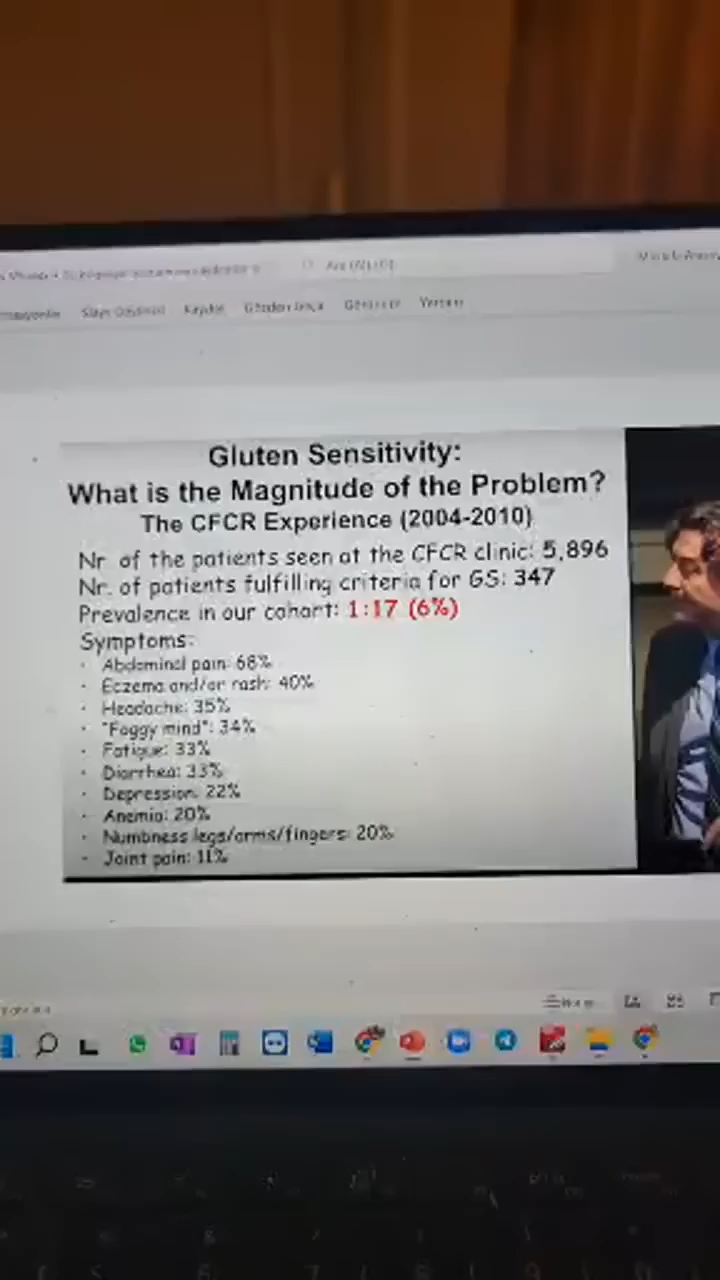 Kaydet
Yardım
Gluten Sensitivity:
What is the Magnitude of the Problem?
The CFCR Experience (2004-2010)
Nr. of the patients seen at the CFCR clinic: 5,896
Nr. of patients fulfilling criteria for GS: 347
Prevalence in our cohort: 1:17 (6%)
Symptoms:
• Abdominal pain: 68%
• Eczema and/or rash: 40%
• Headache: 35%
• "Foggy mind": 34%
• Fatigue: 33%
• Diarrhea: 33%
• Depression: 22%
• Anemia: 20%
• Numbness legs/arms/fingers: 20%
• Joint pain: 11%